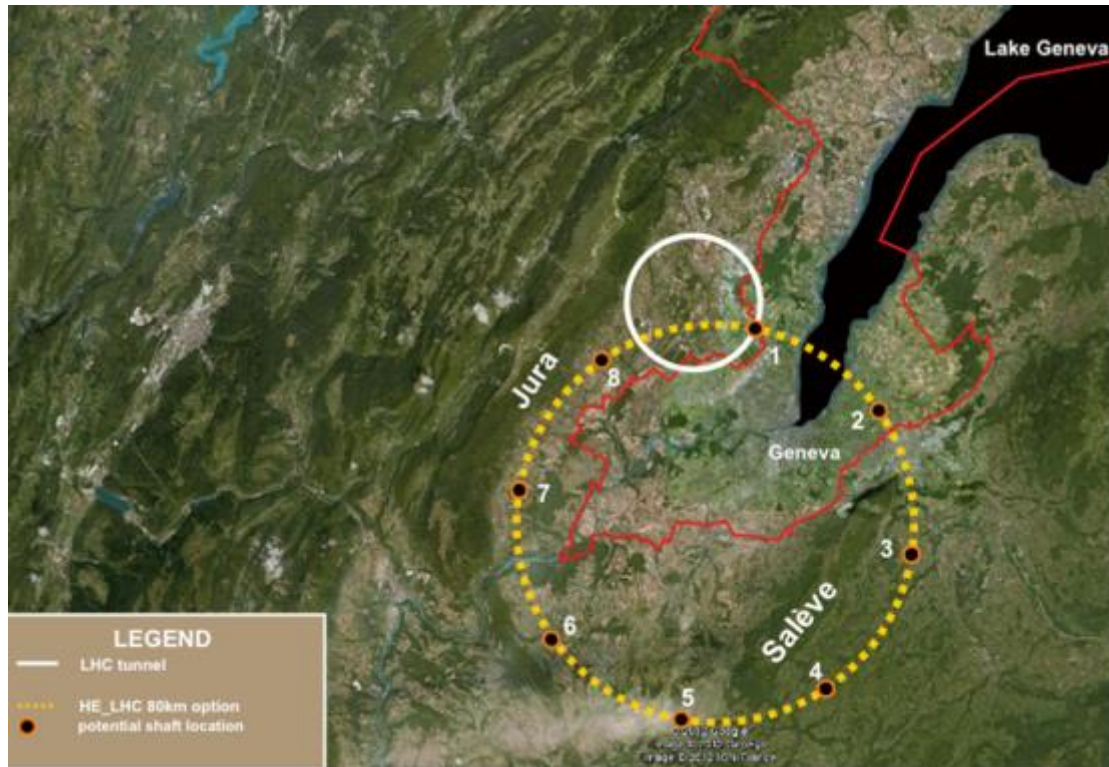 Lake Geneva
1
Jura
8
2
Geneva
7
3
Salève
6
4
5
LEGEND
LHC tunnel
HE_LHC 80km option
potential shaft location